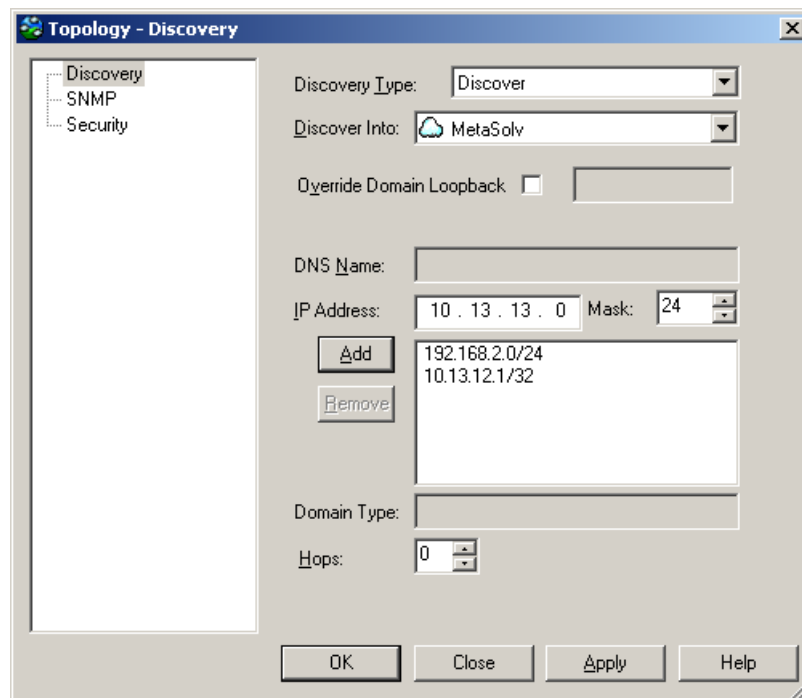 Topology - Discovery
Discovery
SNMP
Security
Discovery Type: Discover
Discover Into: MetaSolv
Override Domain Loopback
DNS Name:
IP Address: 10 . 13 . 13 . 0 Mask: 24
Add
Remove
192.168.2.0/24
10.13.12.1/32
Domain Type:
Hops: 0
OK Close Apply Help